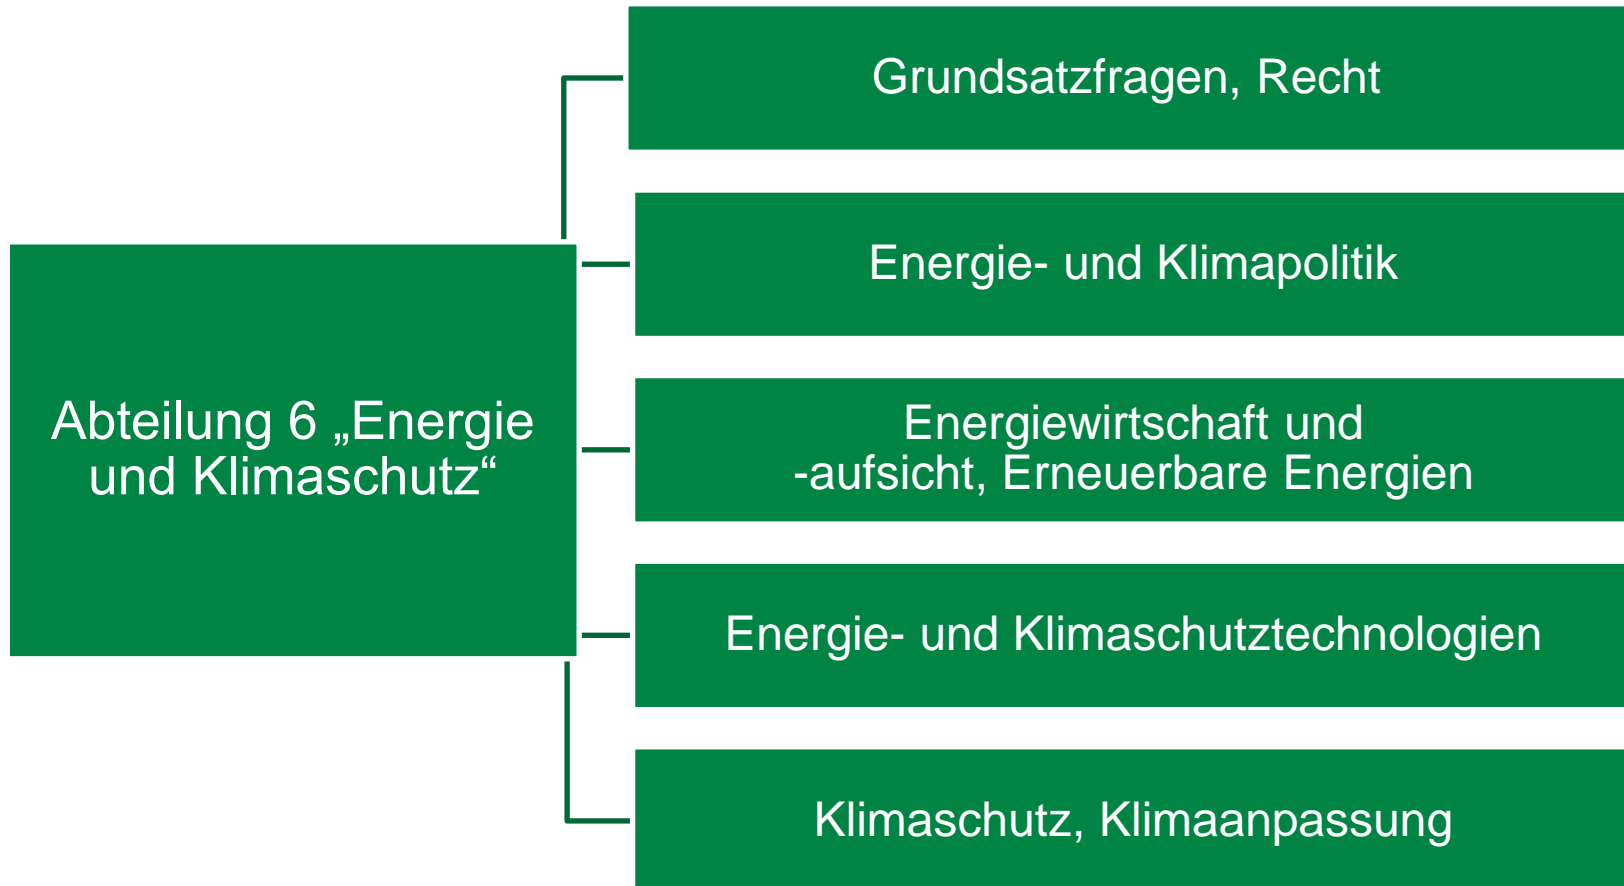 Grundsatzfragen, Recht
Energie- und Klimapolitik
Abteilung 6 „Energie
und Klimaschutz“
Energiewirtschaft und
-aufsicht, Erneuerbare Energien
Energie- und Klimaschutztechnologien
Klimaschutz, Klimaanpassung